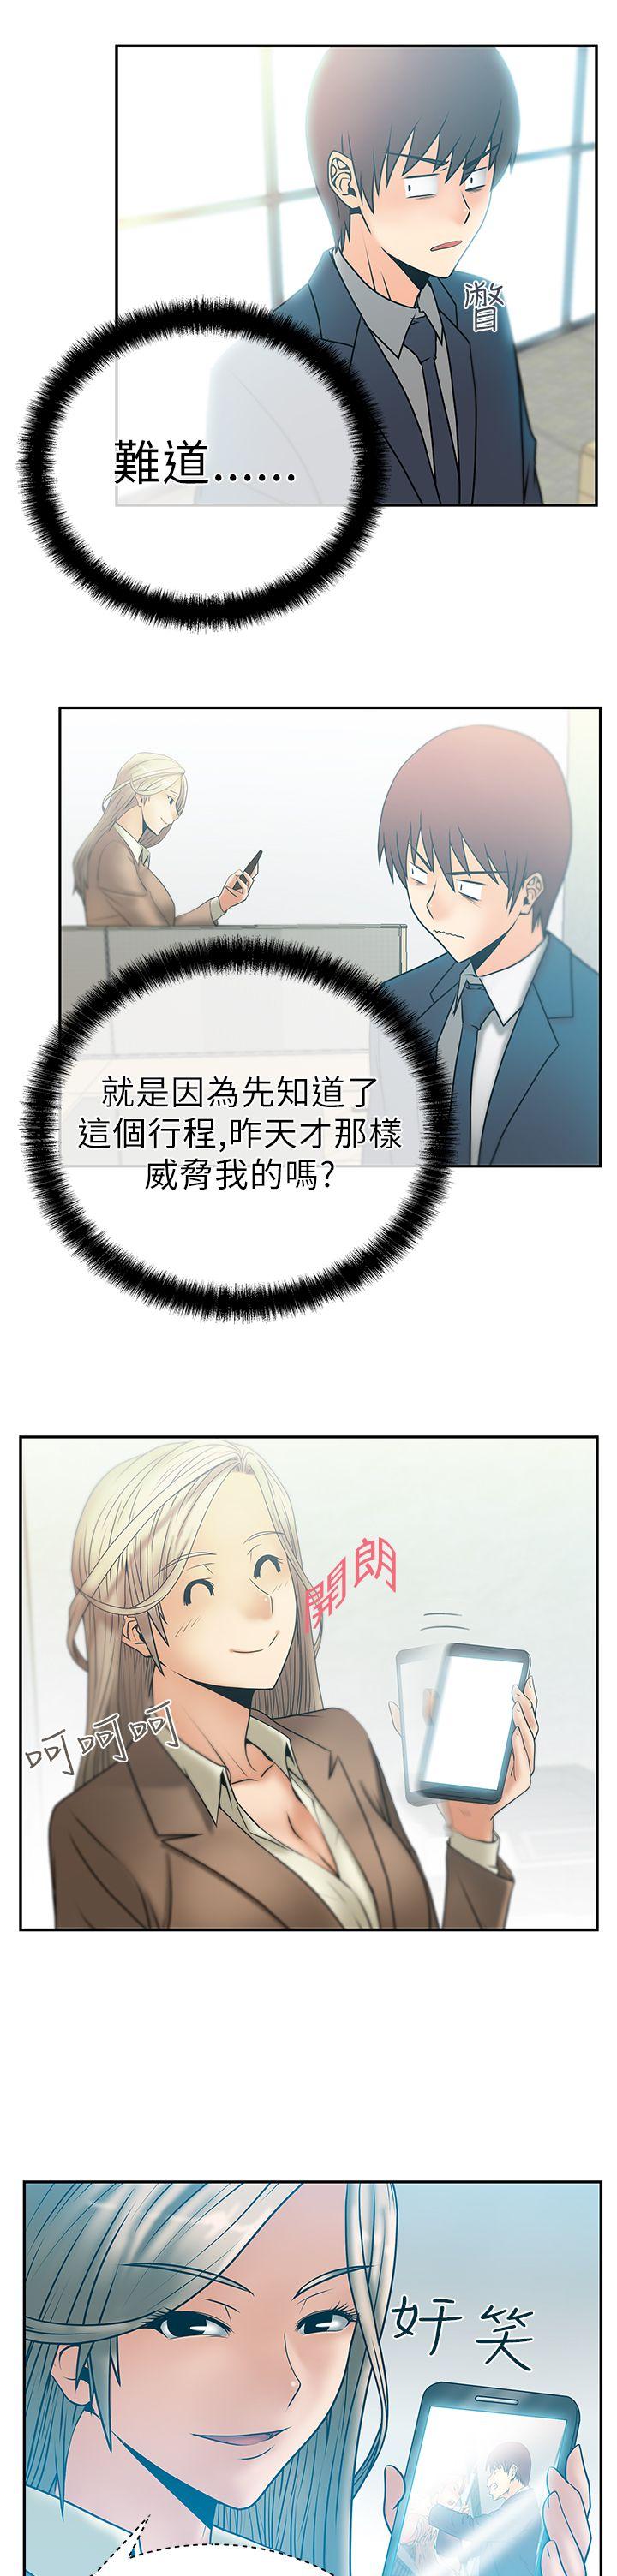 瞥
難道......
就是因為先知道了
這個行程,昨天才那樣
威脅我的嗎?
開朗
呵呵呵
奸笑